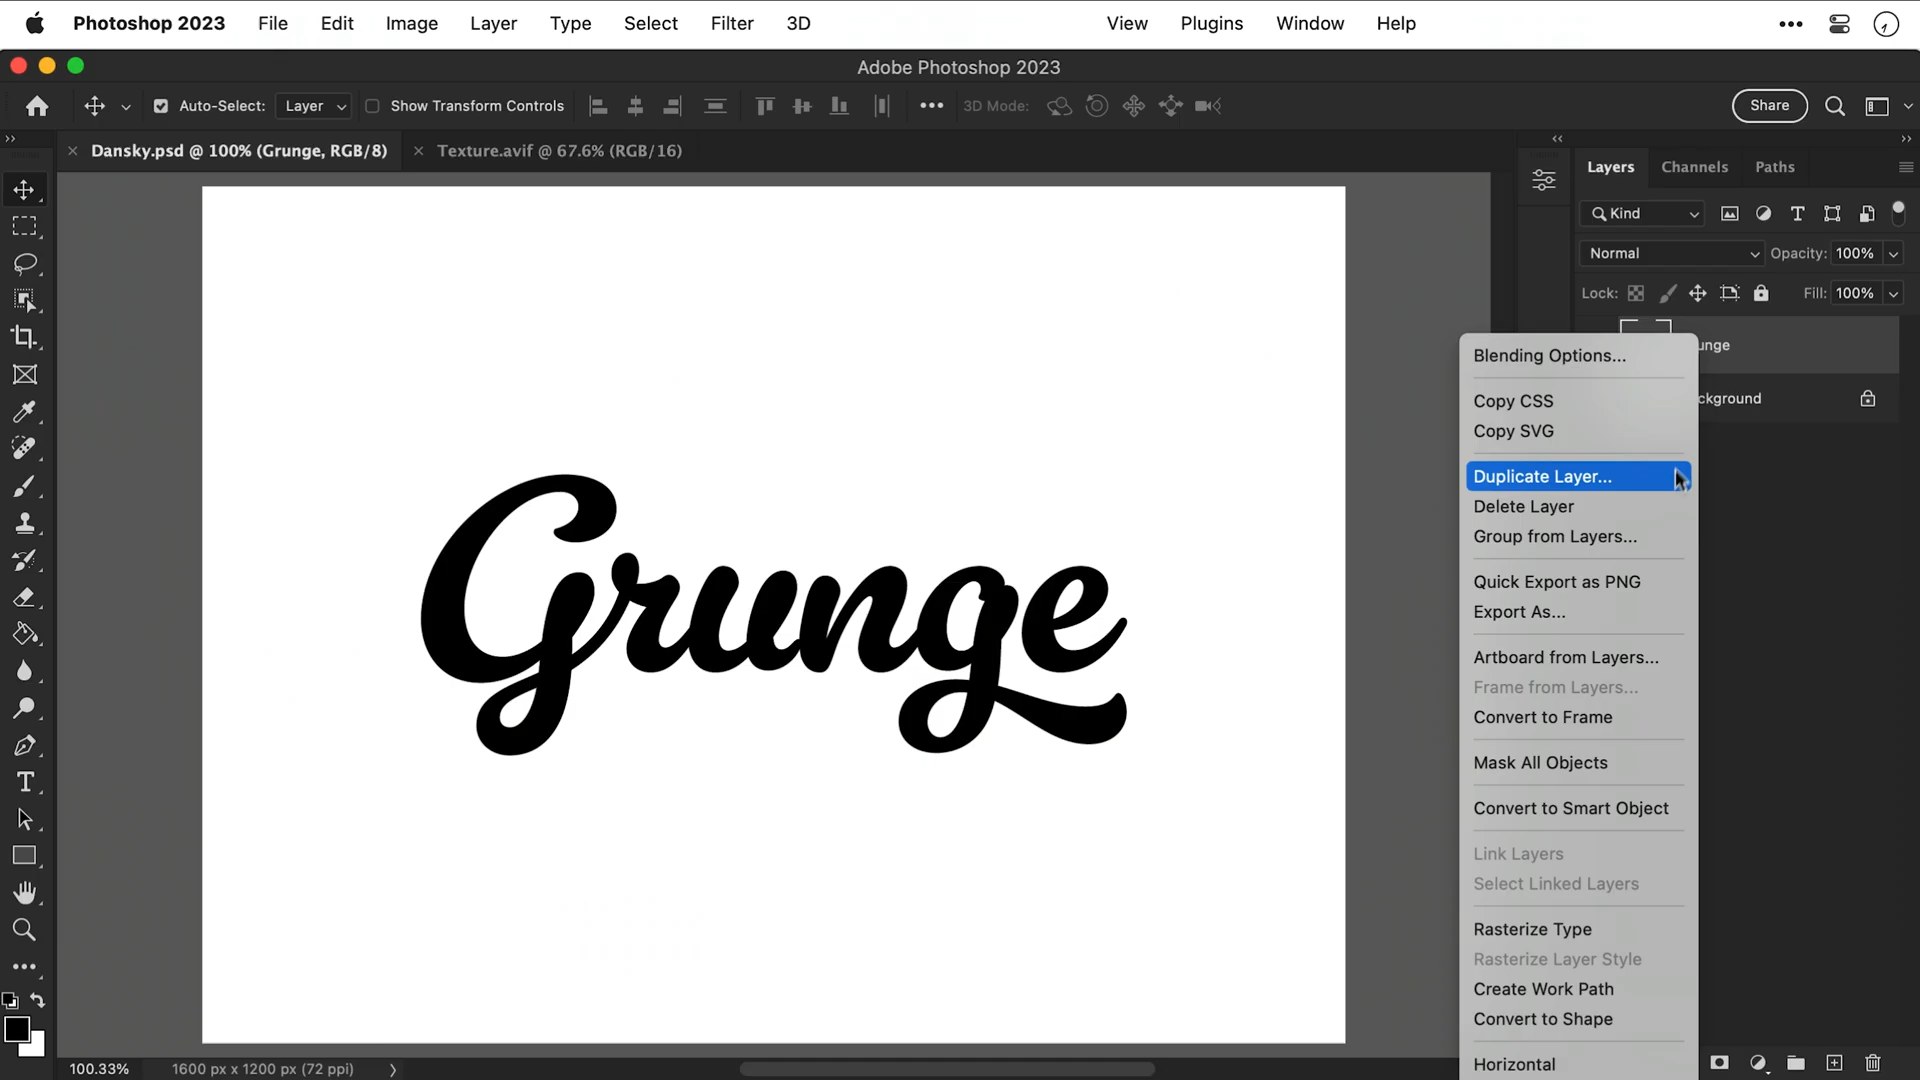 Photoshop 2023 File Edit Image Layer Type Select Filter 3D View Plugins Window Help
Adobe Photoshop 2023
Auto-Select: Layer Show Transform Controls 3D Mode: Share
Dansky.psd @ 100% (Grunge, RGB/8) Texture.avif @ 67.6% (RGB/16)
Layers Channels Paths
Kind
Normal Opacity: 100%
Lock: Fill: 100%
unge
ckground
Blending Options...
Copy CSS
Copy SVG
Duplicate Layer...
Delete Layer
Group from Layers...
Quick Export as PNG
Export As...
Artboard from Layers...
Frame from Layers...
Convert to Frame
Mask All Objects
Convert to Smart Object
Link Layers
Select Linked Layers
Rasterize Type
Rasterize Layer Style
Create Work Path
Convert to Shape
Horizontal
Grunge
100.33% 1600 px x 1200 px (72 ppi)